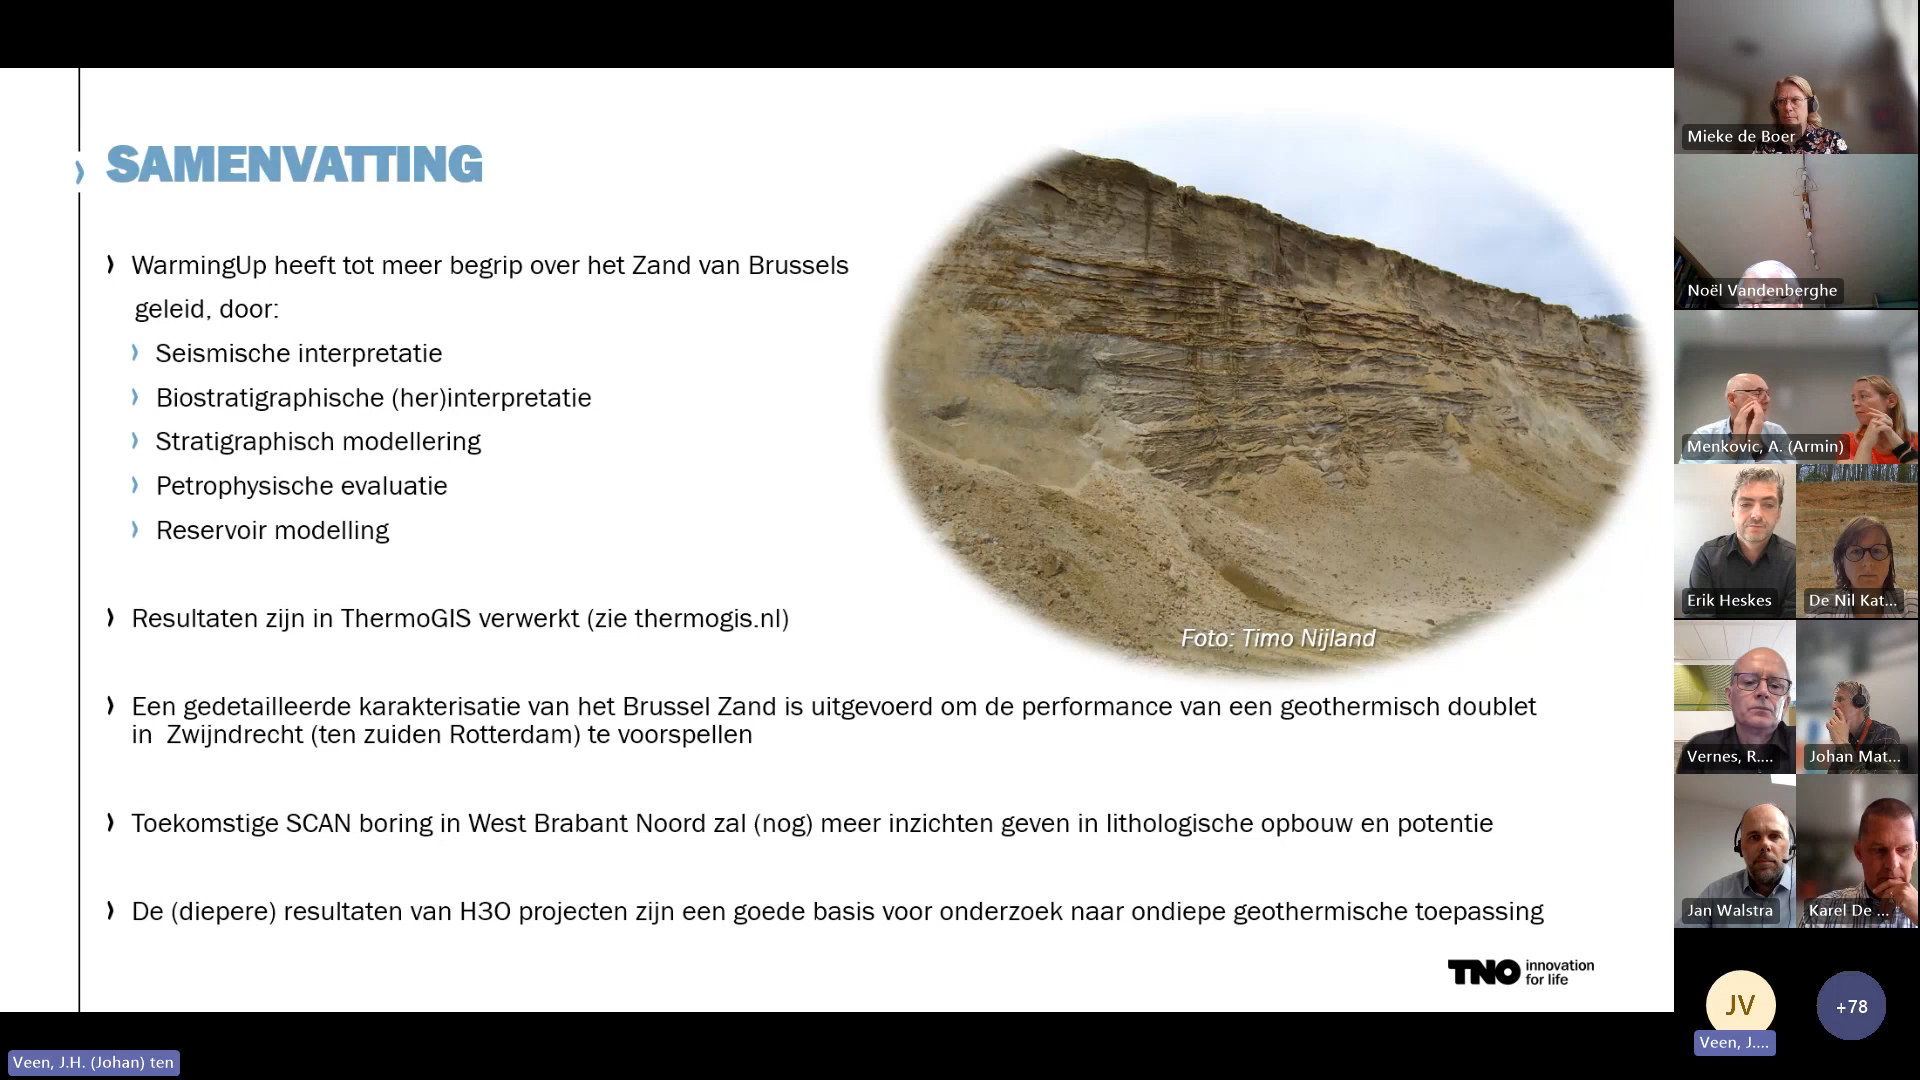 SAMENVATTING
WarmingUp heeft tot meer begrip over het Zand van Brussels
geleid, door:
Seismische interpretatie
Biostratigraphische (her)interpretatie
Stratigraphisch modellering
Petrophysische evaluatie
Reservoir modelling
Resultaten zijn in ThermoGIS verwerkt (zie thermogis.nl)
Foto: Timo Nijland
Een gedetailleerde karakterisatie van het Brussel Zand is uitgevoerd om de performance van een geothermisch doublet
in Zwijndrecht (ten zuiden Rotterdam) te voorspellen
Toekomstige SCAN boring in West Brabant Noord zal (nog) meer inzichten geven in lithologische opbouw en potentie
De (diepere) resultaten van H3O projecten zijn een goede basis voor onderzoek naar ondiepe geothermische toepassing
TNO innovation
for life
Veen, J.H. (Johan) ten
Mieke de Boer
Noël Vandenberghe
Menkovic, A. (Armin)
Erik Heskes
De Nil Kat...
Vernes, R....
Johan Mat...
Jan Walstra
Karel De ...
JV
+78
Veen, J....